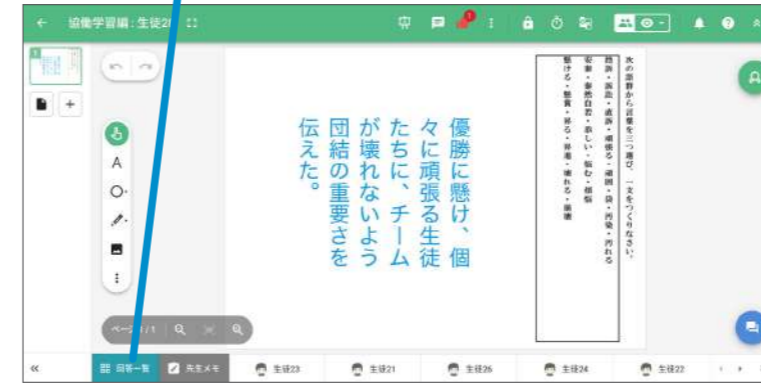 協働学習編:生徒2
1
1
次の語群から言葉を三つ選び、一文をつくりなさい。
優勝に懸け、個
々に頑張る生徒
たちに、チーム
が壊れないよう
団結の重要さを
伝えた。
A
ページ 1 / 1
回答一覧
先生メモ
生徒23
生徒21
生徒26
生徒24
生徒22